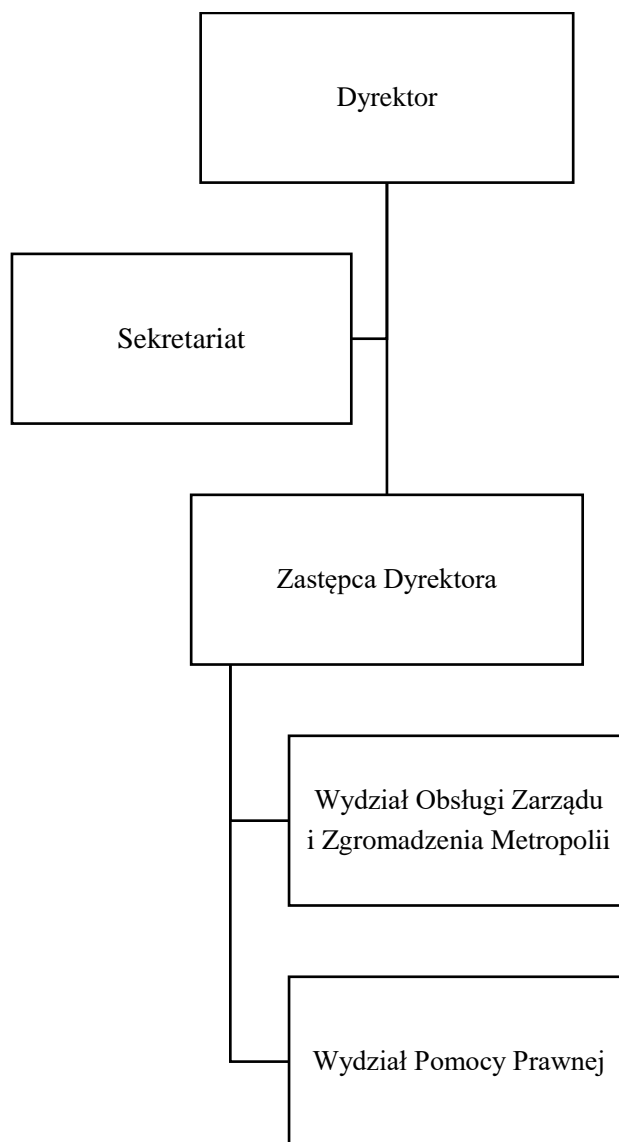 Dyrektor
Sekretariat
Zastępca Dyrektora
Wydział Obsługi Zarządu
i Zgromadzenia Metropolii
Wydział Pomocy Prawnej